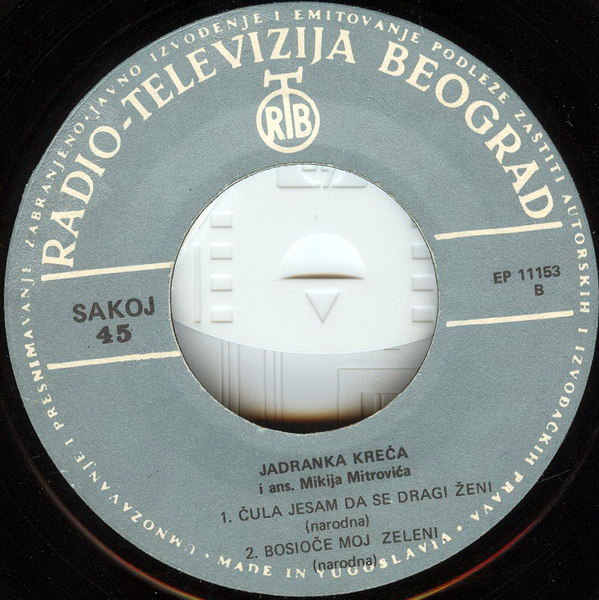 UMNOŽAVANJE I PRESNIMAVANJE ZABRANJENO • JAVNO IZVOĐENJE I EMITOVANJE PODLEŽE ZAŠTITI AUTORSKIH I IZVOĐAČKIH PRAVA •
RADIO-TELEVIZIJA BEOGRAD
RTB
SAKOJ
45
EP 11153
B
JADRANKA KREĆA
i ans. Mikija Mitrovića
1. ČULA JESAM DA SE DRAGI ŽENI
(narodna)
2. BOSIOČE MOJ ZELENI
(narodna)
MADE IN YUGOSLAVIA